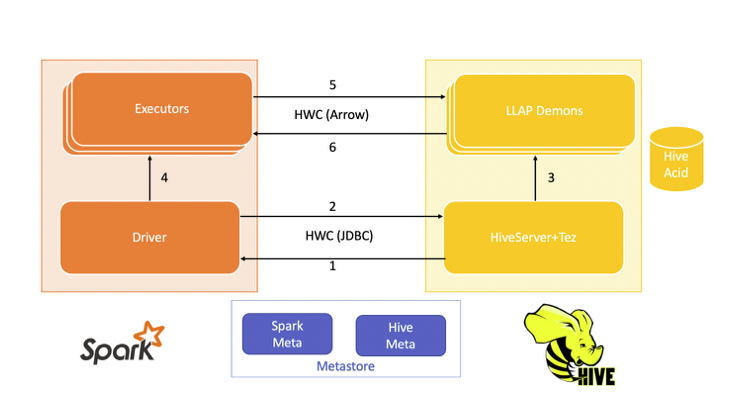 5
Executors
HWC (Arrow)
LLAP Demons
6
Hive
Acid
4
3
2
Driver
HWC (JDBC)
HiveServer+Tez
1
Spark
Meta
Hive
Meta
Metastore
Spark
HIVE